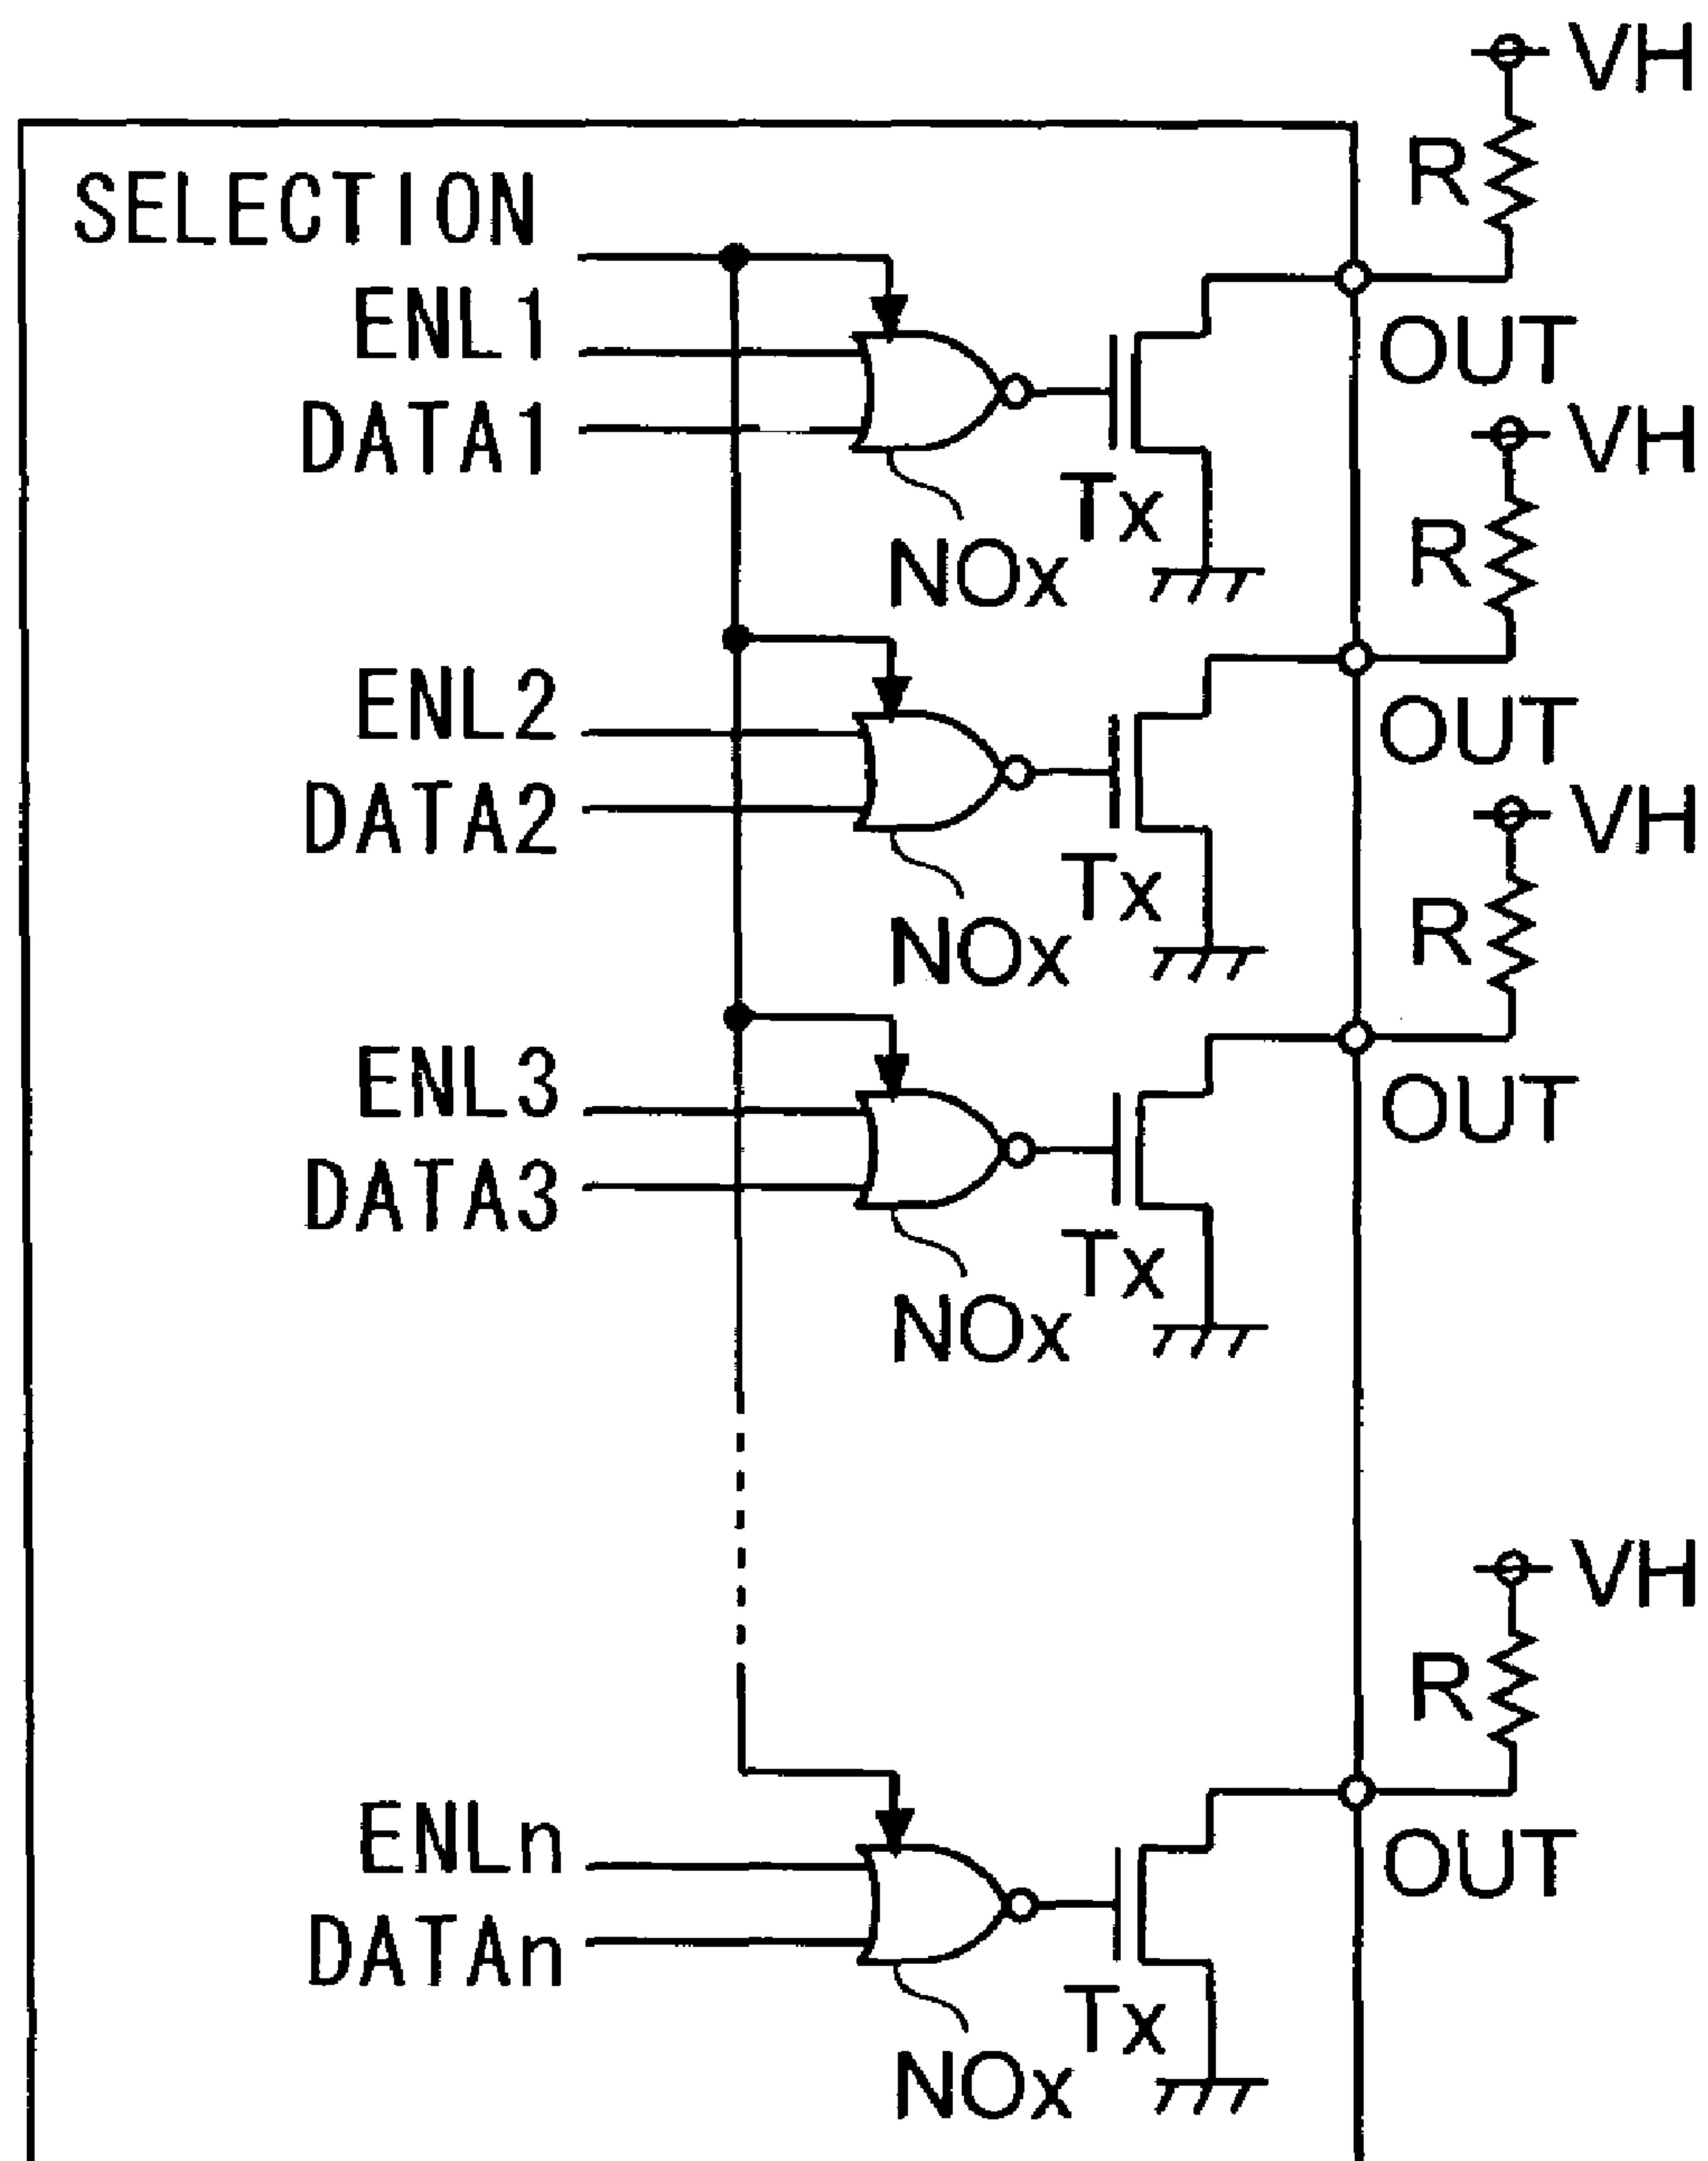 VH
R
SELECTION
ENL1
OUT
DATA1
VH
Tx
NOx
R
ENL2
OUT
DATA2
VH
Tx
NOx
R
ENL3
OUT
DATA3
Tx
NOx
VH
R
ENLn
OUT
DATAn
Tx
NOx